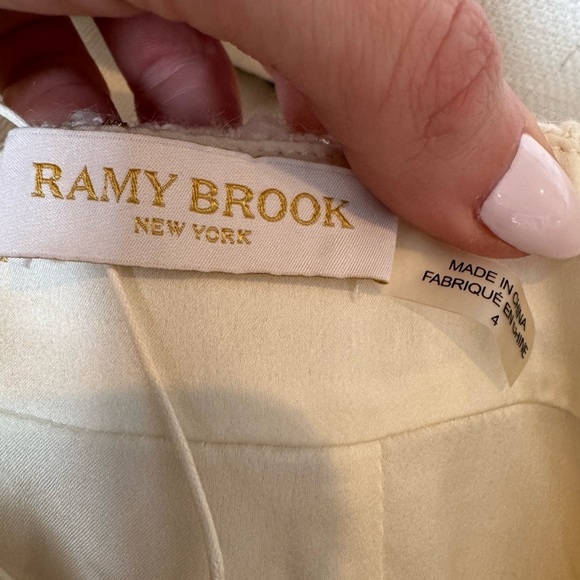 RAMY BROOK
NEW YORK
MADE IN CHINA
FABRIQUÉ EN CHINE
4